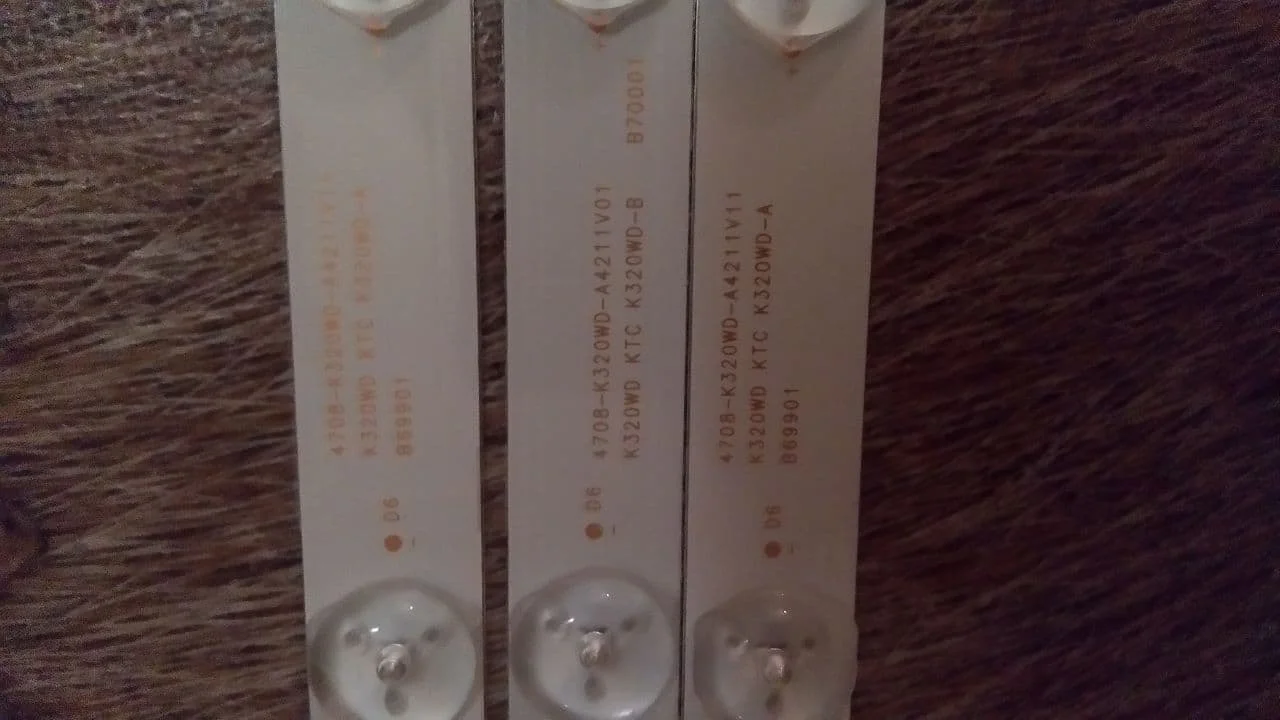 4708-K320WD-A4211V11
K320WD KTC K320WD-A
B69901
D6
4708-K320WD-A4211V01
K320WD KTC K320WD-B B70001
D6
4708-K320WD-A4211V11
K320WD KTC K320WD-A
B69901
D6